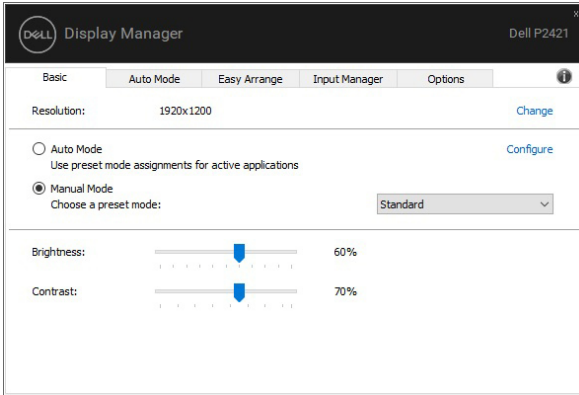 DELL Display Manager
Dell P2421
Basic Auto Mode Easy Arrange Input Manager Options
Resolution: 1920x1200 Change
Auto Mode Configure
Use preset mode assignments for active applications
Manual Mode
Choose a preset mode: Standard
Brightness: 60%
Contrast: 70%